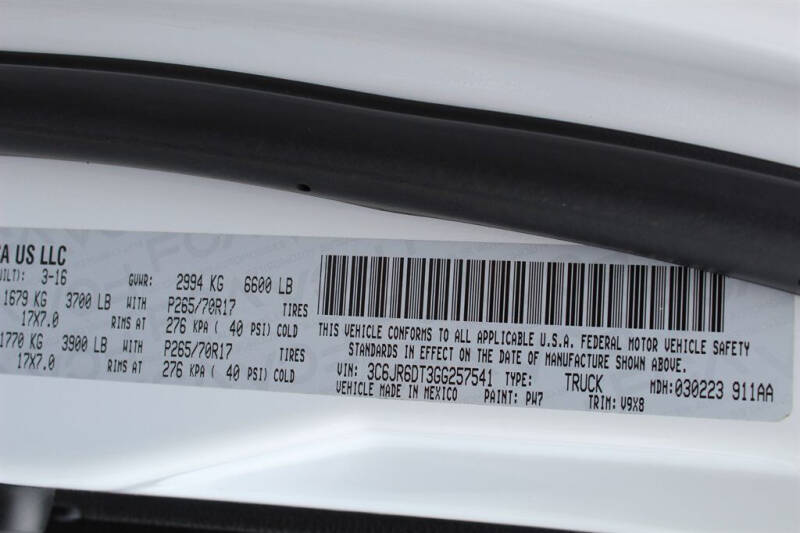 A US LLC
UILT): 3-16 GVWR: 2994 KG 6600 LB
1679 KG 3700 LB WITH P265/70R17 TIRES
17X7.0 RIMS AT 276 KPA ( 40 PSI) COLD
1770 KG 3900 LB WITH P265/70R17 TIRES
17X7.0 RIMS AT 276 KPA ( 40 PSI) COLD
THIS VEHICLE CONFORMS TO ALL APPLICABLE U.S.A. FEDERAL MOTOR VEHICLE SAFETY
STANDARDS IN EFFECT ON THE DATE OF MANUFACTURE SHOWN ABOVE.
VIN: 3C6JR6DT3GG257541 TYPE: TRUCK MDH: 030223 911AA
VEHICLE MADE IN MEXICO PAINT: PW7 TRIM: V9X8